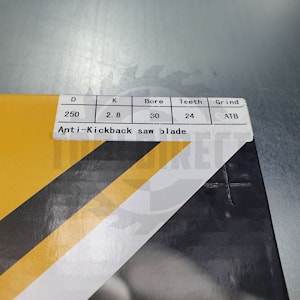 D K Bore Teeth Grind
250 2.8 30 24 ATB
Anti-Kickback saw blade